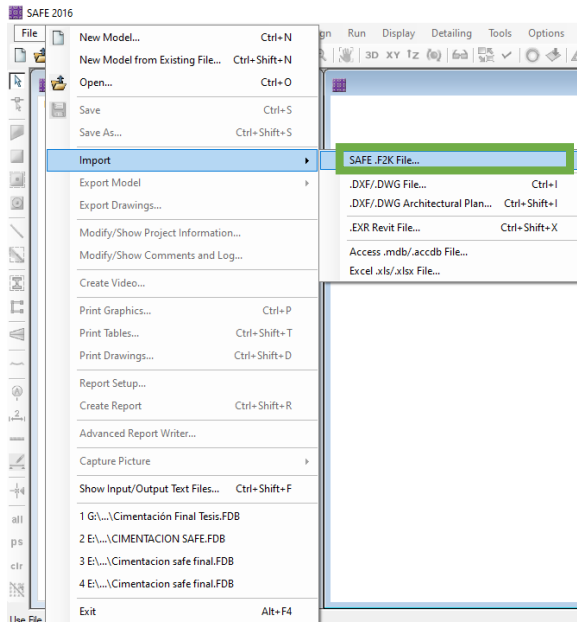 SAFE 2016
File
gn Run Display Detailing Tools Options
3D XY
all
ps
clr
New Model... Ctrl+N
New Model from Existing File... Ctrl+Shift+N
Open... Ctrl+O
Save Ctrl+S
Save As... Ctrl+Shift+S
Import
Export Model
Export Drawings...
Modify/Show Project Information...
Modify/Show Comments and Log...
Create Video...
Print Graphics... Ctrl+P
Print Tables... Ctrl+Shift+T
Print Drawings... Ctrl+Shift+D
Report Setup...
Create Report Ctrl+Shift+R
Advanced Report Writer...
Capture Picture
Show Input/Output Text Files... Ctrl+Shift+F
1 G:\...\Cimentación Final Tesis.FDB
2 E:\...\CIMENTACION SAFE.FDB
3 E:\...\Cimentacion safe final.FDB
4 E:\...\Cimentacion safe final.FDB
Exit Alt+F4
SAFE .F2K File...
.DXF/.DWG File... Ctrl+I
.DXF/.DWG Architectural Plan... Ctrl+Shift+I
.EXR Revit File... Ctrl+Shift+X
Access .mdb/.accdb File...
Excel .xls/.xlsx File...
Use File